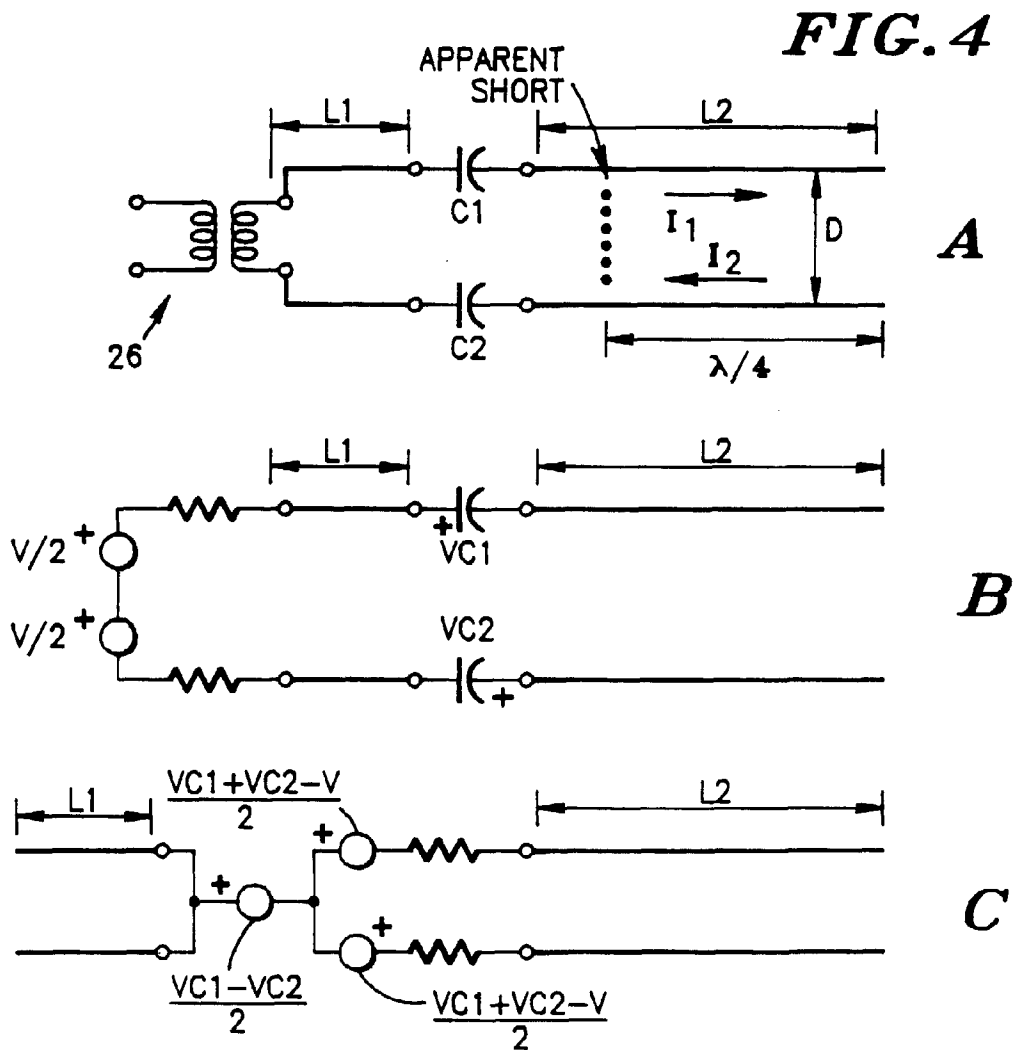 FIG. 4
APPARENT
SHORT
L1
L2
C1
I1
D
A
I2
26
C2
λ/4
L1
L2
V/2 +
+
VC1
B
V/2 +
VC2
+
VC1+VC2-V
2
L1
L2
+
+
+
C
VC1-VC2
2
VC1+VC2-V
2